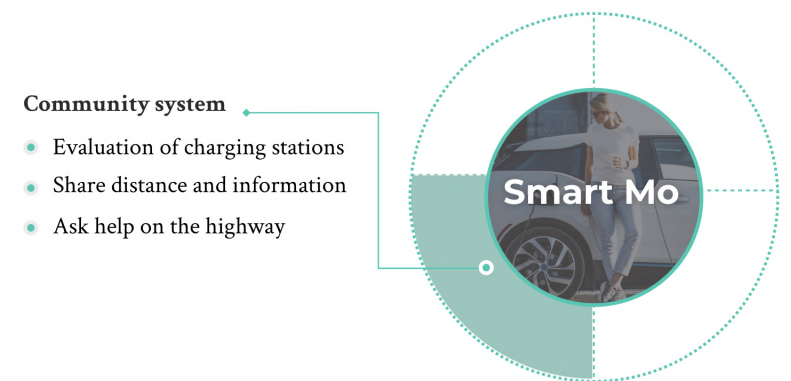 Community system
Evaluation of charging stations
Share distance and information
Ask help on the highway
Smart Mo